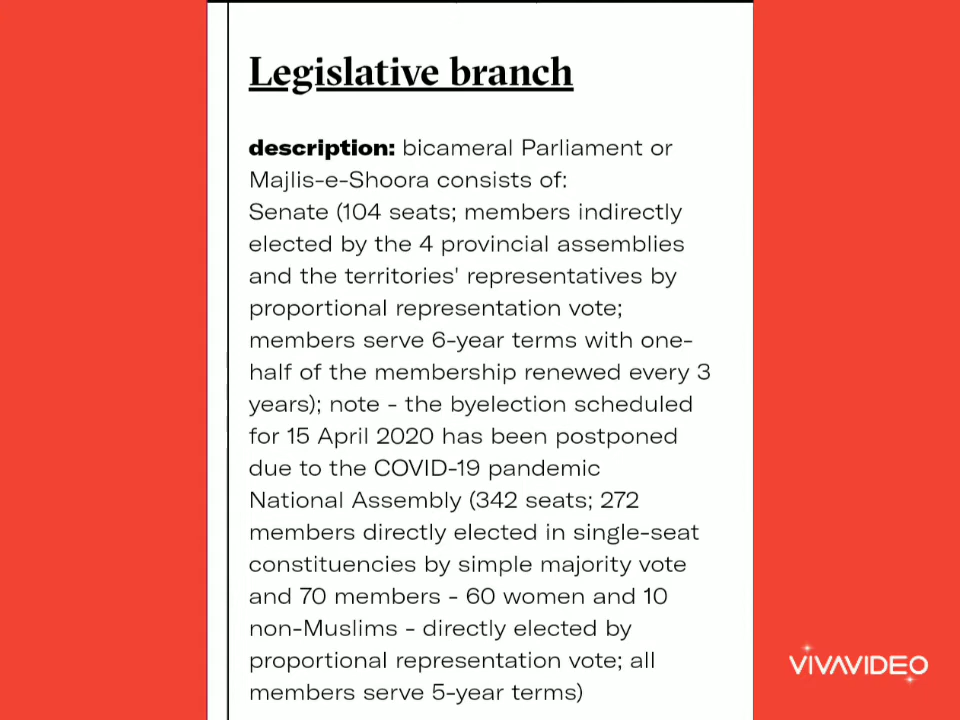 Legislative branch
description: bicameral Parliament or
Majlis-e-Shoora consists of:
Senate (104 seats; members indirectly
elected by the 4 provincial assemblies
and the territories' representatives by
proportional representation vote;
members serve 6-year terms with one-
half of the membership renewed every 3
years); note - the byelection scheduled
for 15 April 2020 has been postponed
due to the COVID-19 pandemic
National Assembly (342 seats; 272
members directly elected in single-seat
constituencies by simple majority vote
and 70 members - 60 women and 10
non-Muslims - directly elected by
proportional representation vote; all
members serve 5-year terms)
VIVAVIDEO